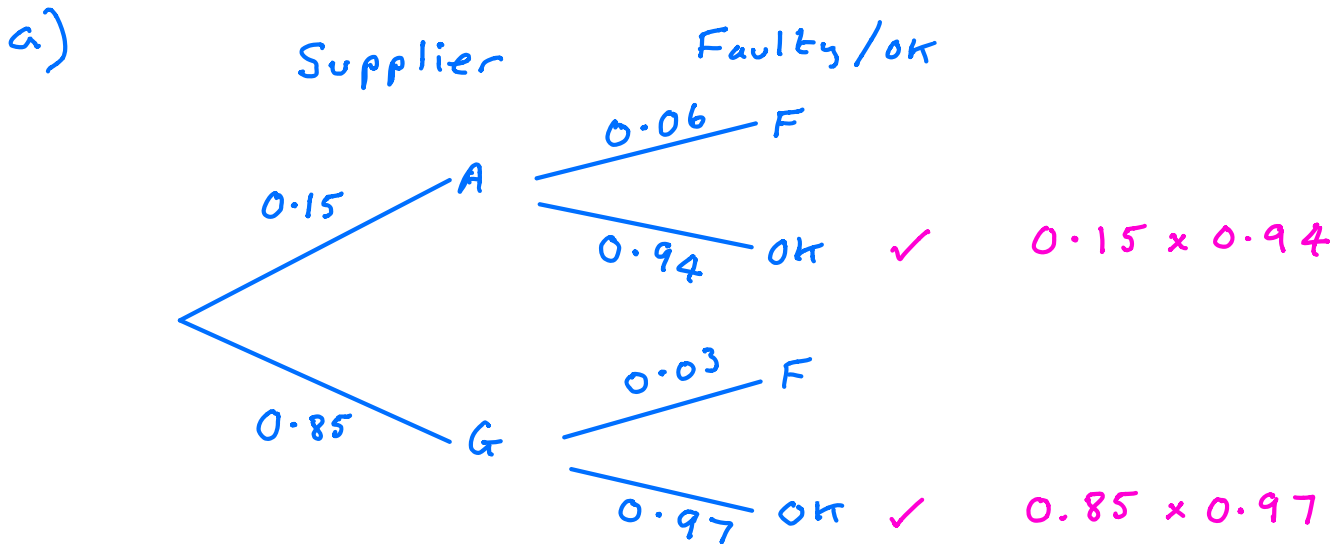 a)
Supplier Faulty/OK
0.06 F
0.15 A
0.94 OK ✓ 0.15 x 0.94
0.03 F
0.85 G
0.97 OK ✓ 0.85 x 0.97